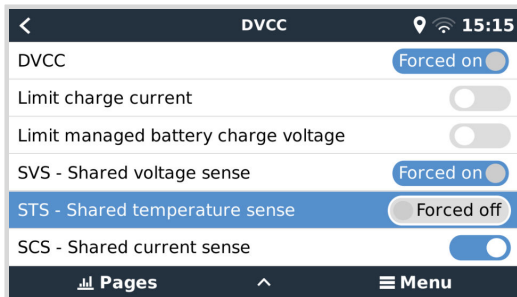 DVCC 15:15
DVCC Forced on
Limit charge current
Limit managed battery charge voltage
SVS - Shared voltage sense Forced on
STS - Shared temperature sense Forced off
SCS - Shared current sense
Pages Menu